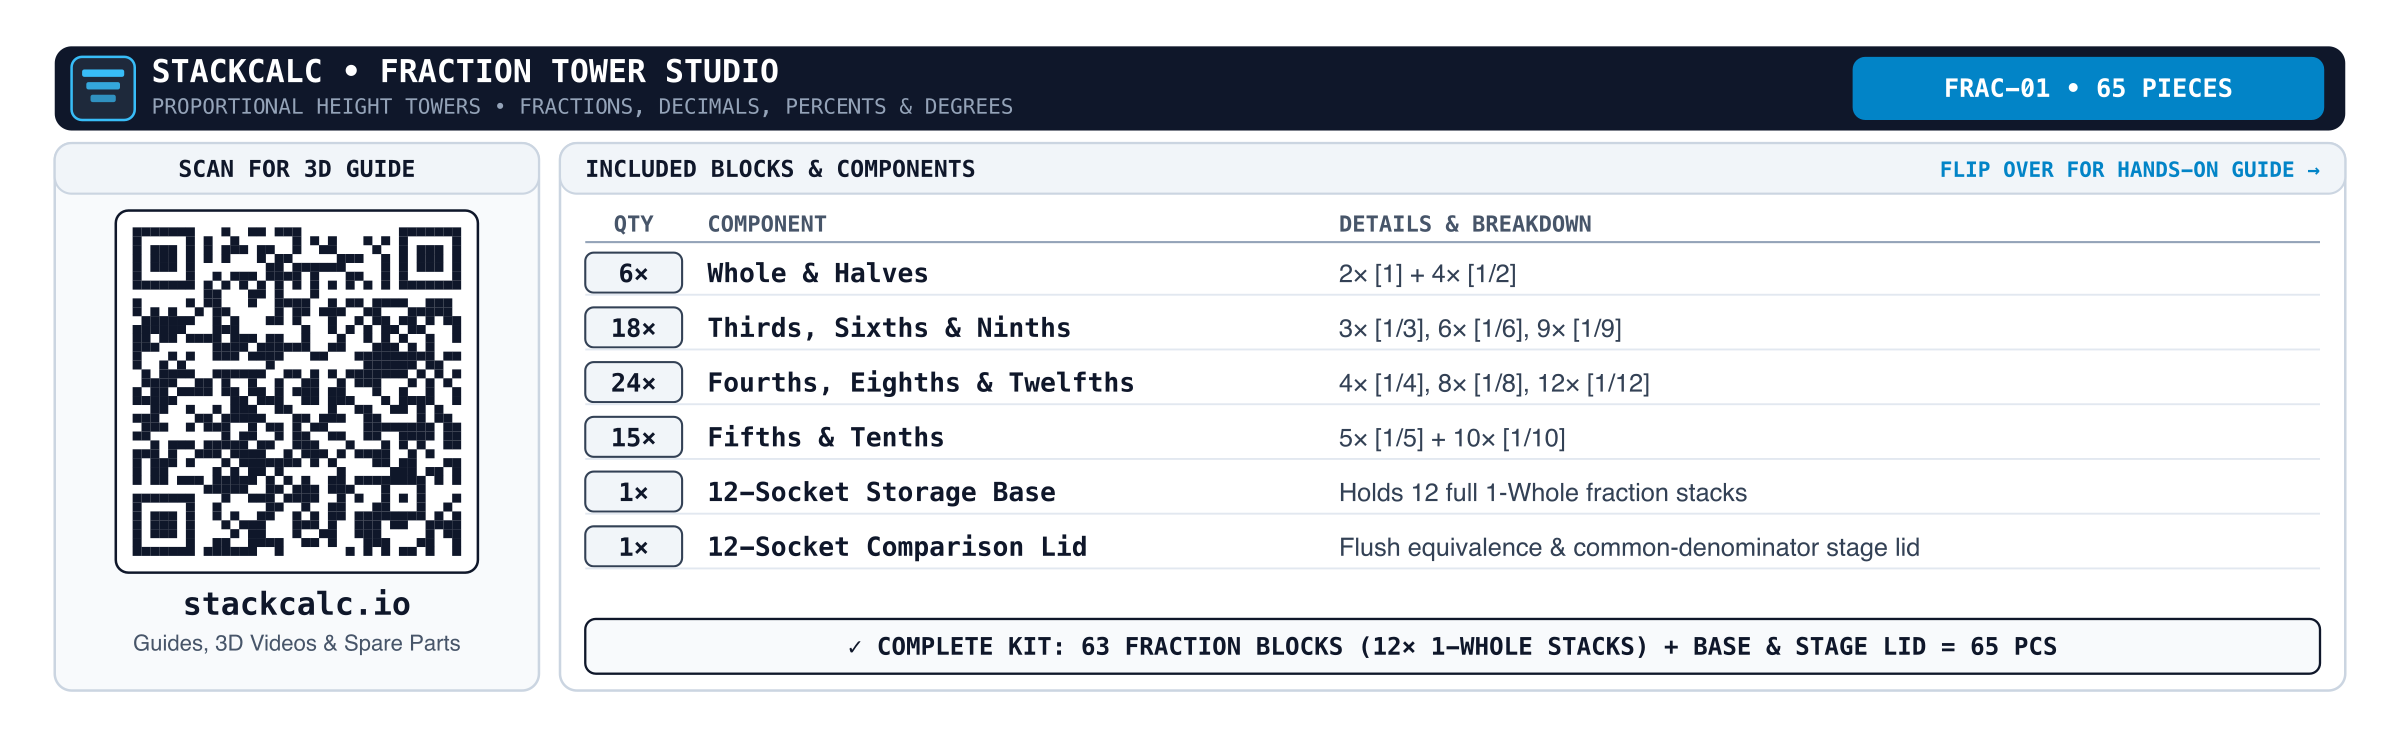 STACKCALC • FRACTION TOWER STUDIO
PROPORTIONAL HEIGHT TOWERS • FRACTIONS, DECIMALS, PERCENTS & DEGREES
FRAC–01 • 65 PIECES
SCAN FOR 3D GUIDE
stackcalc.io
Guides, 3D Videos & Spare Parts
INCLUDED BLOCKS & COMPONENTS
FLIP OVER FOR HANDS–ON GUIDE →
QTY COMPONENT DETAILS & BREAKDOWN
6× Whole & Halves 2× [1] + 4× [1/2]
18× Thirds, Sixths & Ninths 3× [1/3], 6× [1/6], 9× [1/9]
24× Fourths, Eighths & Twelfths 4× [1/4], 8× [1/8], 12× [1/12]
15× Fifths & Tenths 5× [1/5] + 10× [1/10]
1× 12–Socket Storage Base Holds 12 full 1-Whole fraction stacks
1× 12–Socket Comparison Lid Flush equivalence & common-denominator stage lid
✓ COMPLETE KIT: 63 FRACTION BLOCKS (12× 1–WHOLE STACKS) + BASE & STAGE LID = 65 PCS